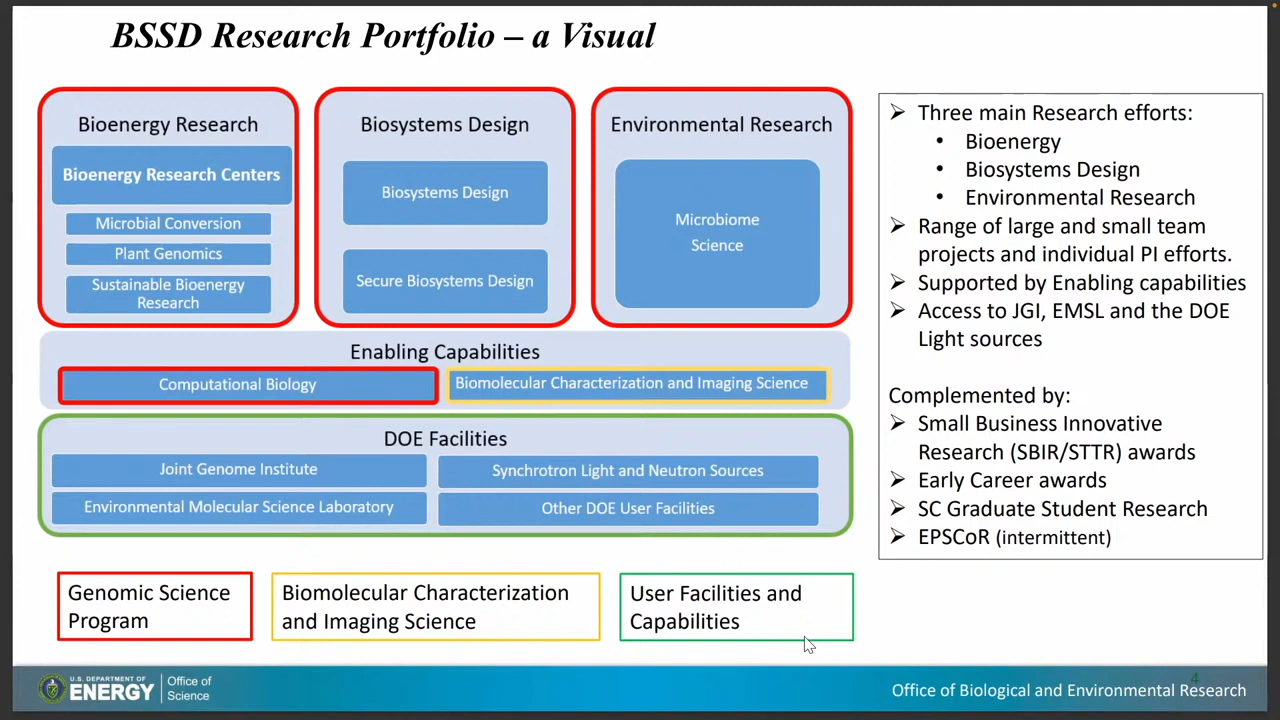 BSSD Research Portfolio – a Visual
Bioenergy Research
Bioenergy Research Centers
Microbial Conversion
Plant Genomics
Sustainable Bioenergy
Research
Biosystems Design
Biosystems Design
Secure Biosystems Design
Environmental Research
Microbiome
Science
Enabling Capabilities
Computational Biology
Biomolecular Characterization and Imaging Science
DOE Facilities
Joint Genome Institute
Synchrotron Light and Neutron Sources
Environmental Molecular Science Laboratory
Other DOE User Facilities
Genomic Science
Program
Biomolecular Characterization
and Imaging Science
User Facilities and
Capabilities
➢ Three main Research efforts:
• Bioenergy
• Biosystems Design
• Environmental Research
➢ Range of large and small team
projects and individual PI efforts.
➢ Supported by Enabling capabilities
➢ Access to JGI, EMSL and the DOE
Light sources
Complemented by:
➢ Small Business Innovative
Research (SBIR/STTR) awards
➢ Early Career awards
➢ SC Graduate Student Research
➢ EPSCoR (intermittent)
U.S. DEPARTMENT OF
ENERGY
Office of
Science
4
Office of Biological and Environmental Research